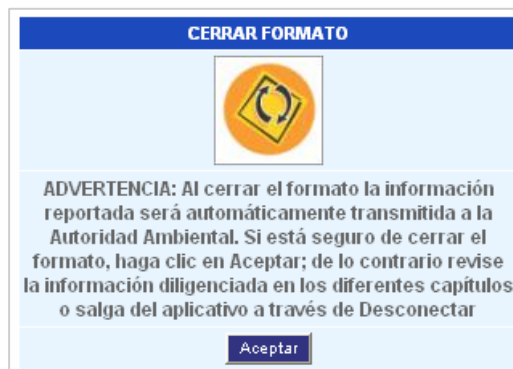 CERRAR FORMATO
ADVERTENCIA: Al cerrar el formato la información
reportada será automáticamente transmitida a la
Autoridad Ambiental. Si está seguro de cerrar el
formato, haga clic en Aceptar; de lo contrario revise
la información diligenciada en los diferentes capítulos
o salga del aplicativo a través de Desconectar
Aceptar